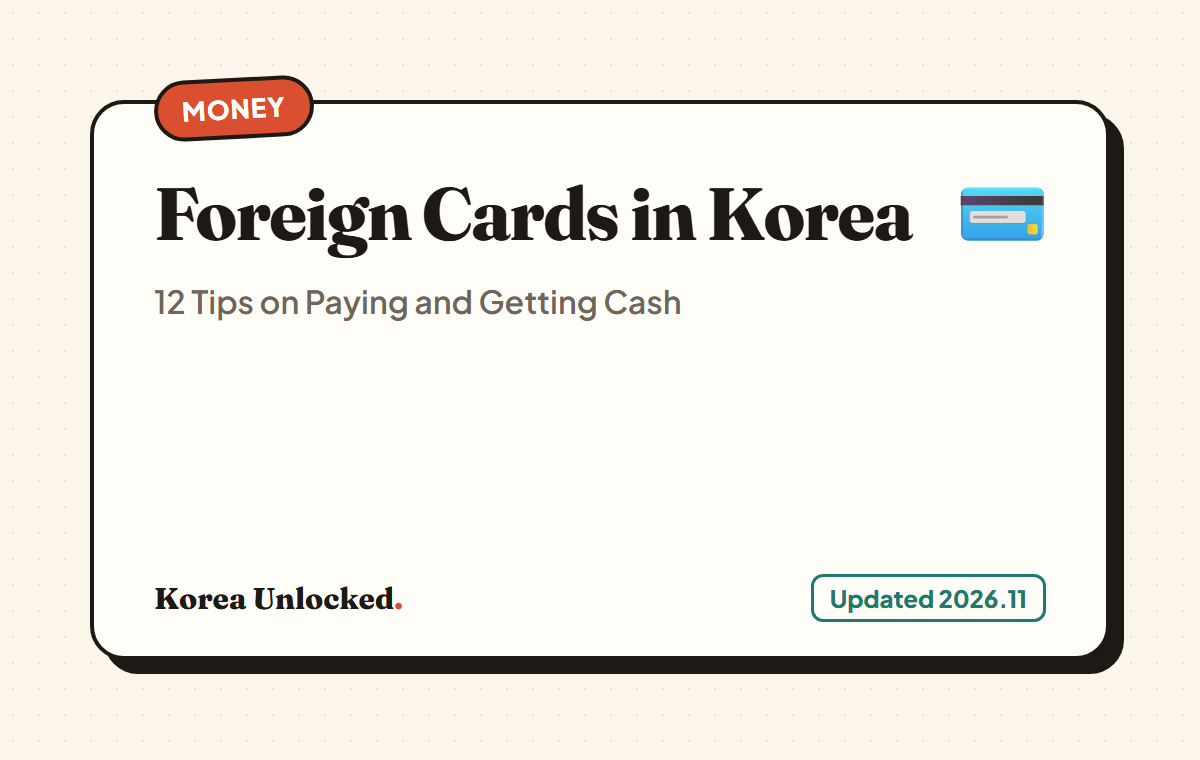 MONEY
Foreign Cards in Korea
12 Tips on Paying and Getting Cash
Korea Unlocked.
Updated 2026.11